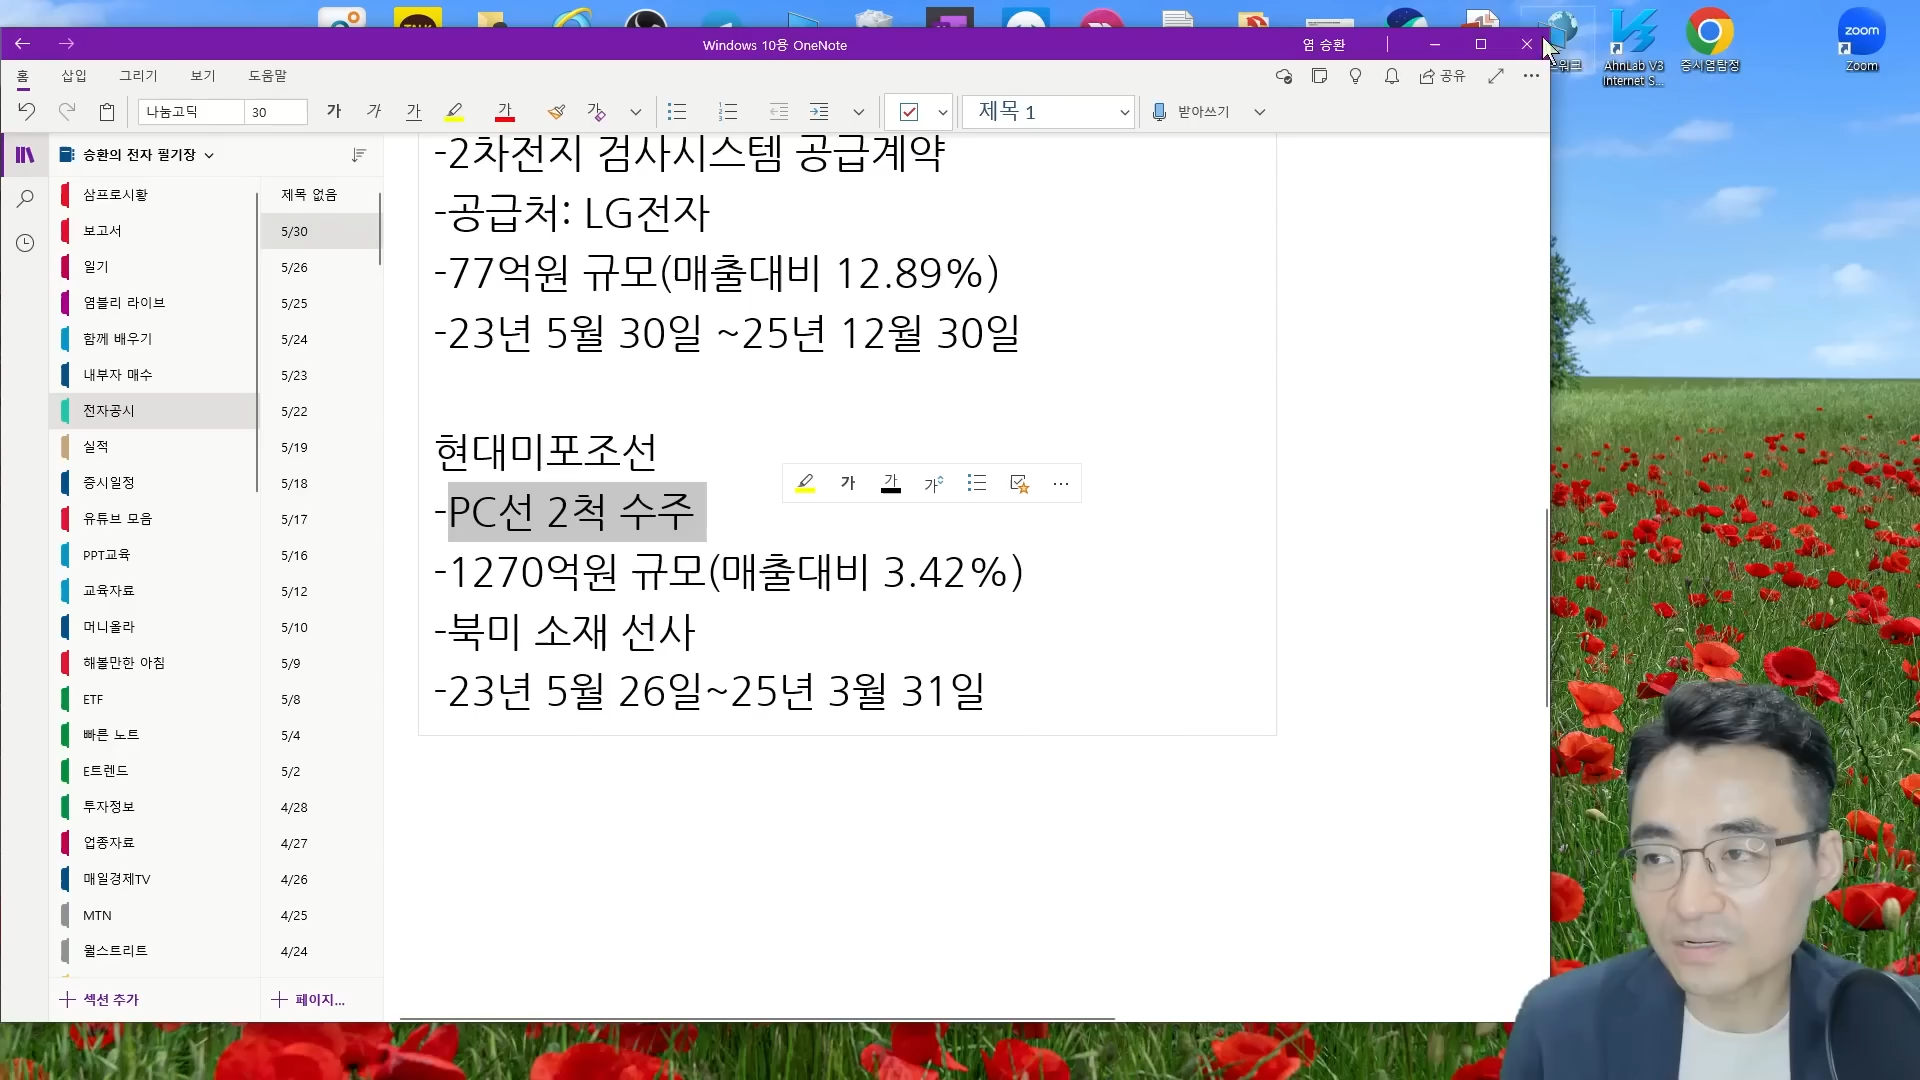 TALK
zoom
Windows 10용 OneNote
염 승환
AhnLab V3
Internet S...
증시염탐정
Zoom
홈
삽입
그리기
보기
도움말
공유
나눔고딕
30
가
가
가
가
가
제목 1
받아쓰기
승환의 전자 필기장
삼프로시황
보고서
일기
염블리 라이브
함께 배우기
내부자 매수
전자공시
실적
증시일정
유튜브 모음
PPT교육
교육자료
머니올라
해볼만한 아침
ETF
빠른 노트
E트렌드
투자정보
업종자료
매일경제TV
MTN
월스트리트
섹션 추가
제목 없음
5/30
5/26
5/25
5/24
5/23
5/22
5/19
5/18
5/17
5/16
5/12
5/10
5/9
5/8
5/4
5/2
4/28
4/27
4/26
4/25
4/24
페이지...
-2차전지 검사시스템 공급계약
-공급처: LG전자
-77억원 규모(매출대비 12.89%)
-23년 5월 30일 ~25년 12월 30일
현대미포조선
-PC선 2척 수주
가
가
가
-1270억원 규모(매출대비 3.42%)
-북미 소재 선사
-23년 5월 26일~25년 3월 31일